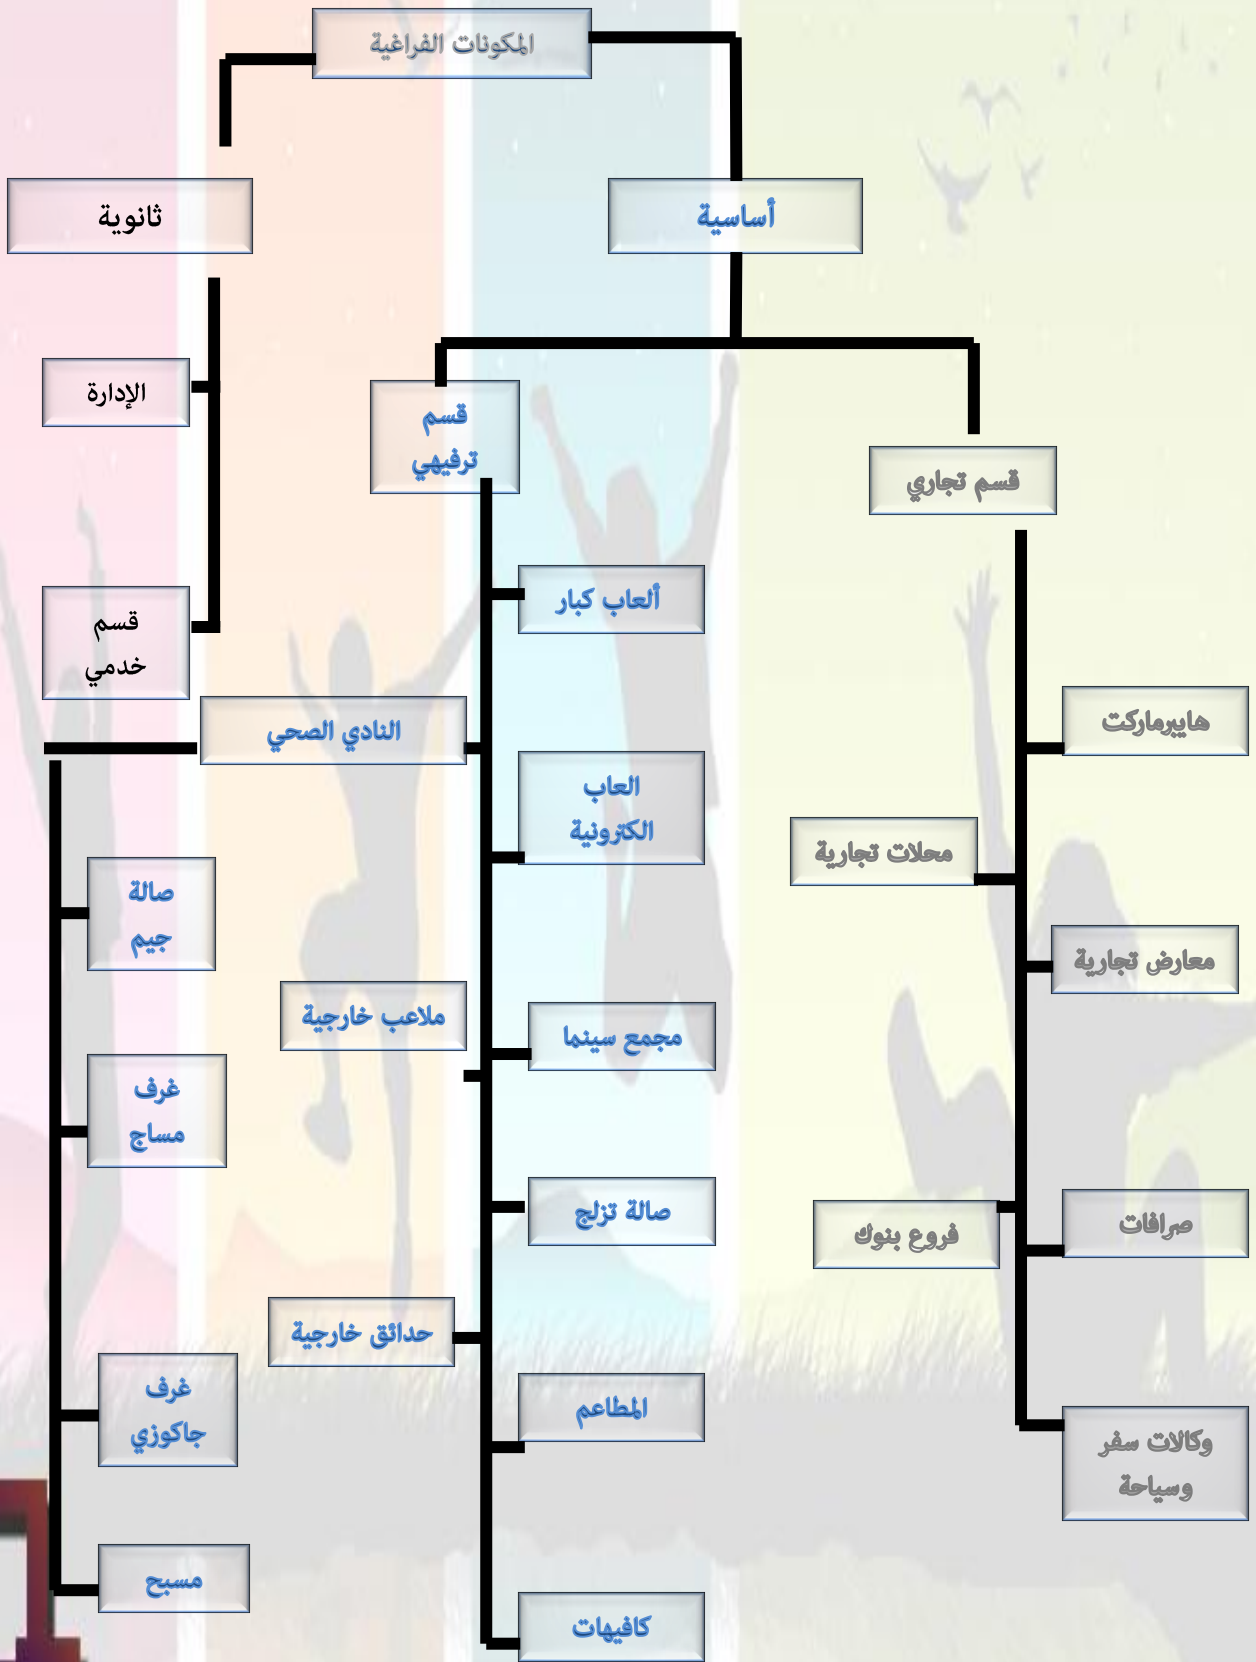 المكونات الفراغية
أساسية
ثانوية
قسم تجاري
هايبرماركت
محلات تجارية
معارض تجارية
صرافات
فروع بنوك
وكالات سفر
وسياحة
قسم
ترفيهي
ألعاب كبار
النادي الصحي
العاب
الكترونية
ملاعب خارجية
مجمع سينما
صالة تزلج
حدائق خارجية
المطاعم
كافيهات
صالة
جيم
غرف
مساج
غرف
جاكوزي
مسبح
الإدارة
قسم
خدمي